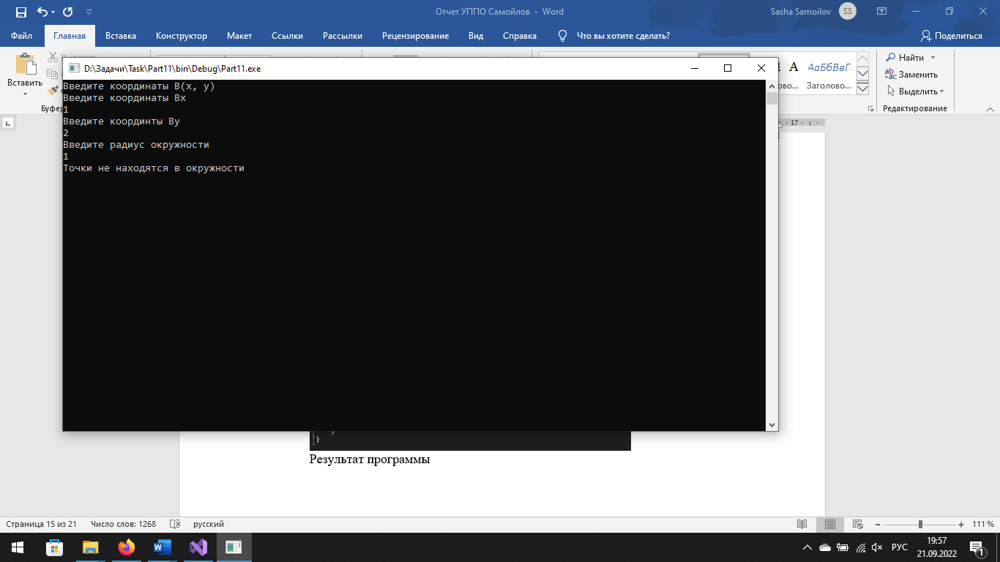 Отчет УППО Самойлов - Word
Sasha Samoilov
SS
Файл
Главная
Вставка
Конструктор
Макет
Ссылки
Рассылки
Рецензирование
Вид
Справка
Что вы хотите сделать?
Поделиться
Вставить
Найти
Заменить
Выделить
Редактирование
АаБбВвГ
Заголово...
D:\Задачи\Task\Part11\bin\Debug\Part11.exe
Введите координаты B(x, y)
Введите коорединаты Bx
1
Введите координты By
2
Введите радиус окружности
1
Точки не находятся в окружности
17
}
Результат программы
Страница 15 из 21
Число слов: 1268
русский
111 %
РУС
19:57
21.09.2022
1